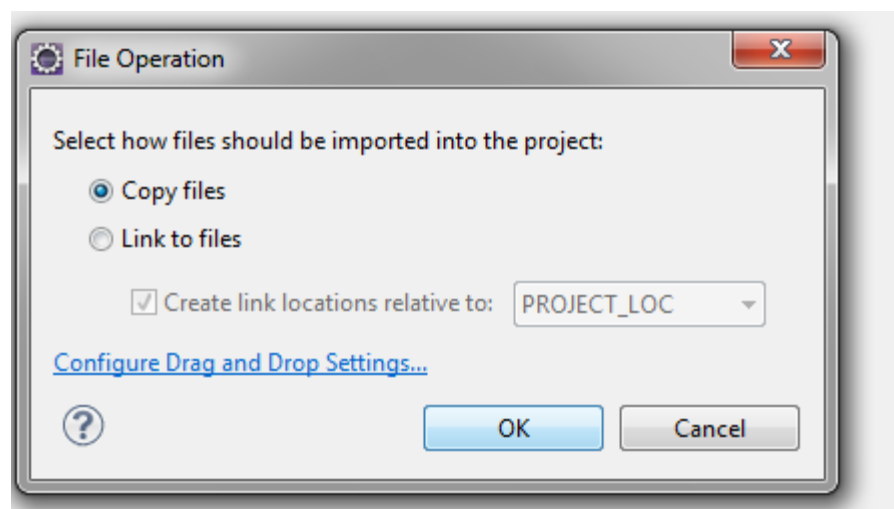 File Operation
Select how files should be imported into the project:
Copy files
Link to files
Create link locations relative to: PROJECT_LOC
Configure Drag and Drop Settings...
? OK Cancel